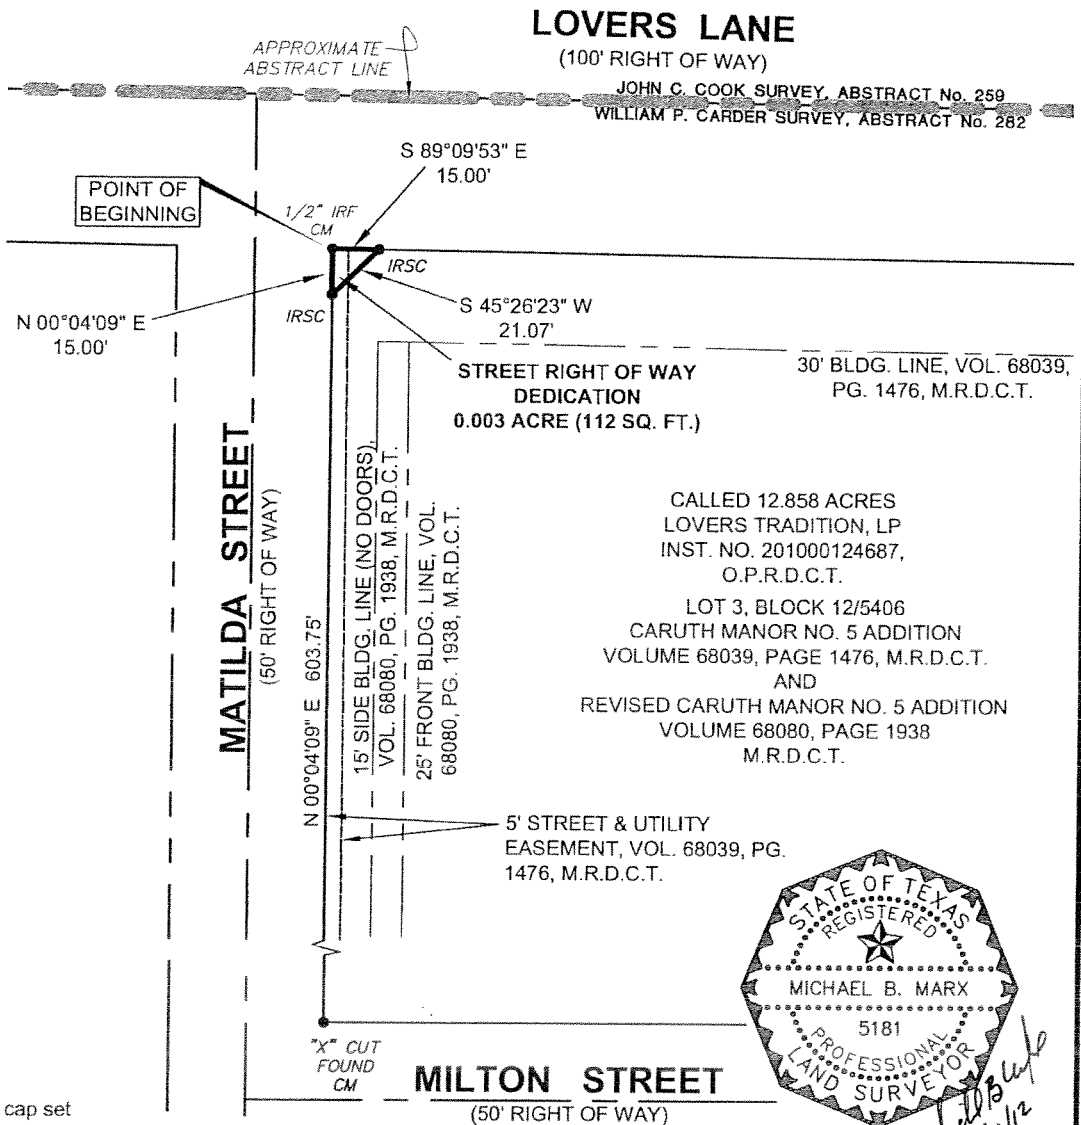 LOVERS LANE
(100' RIGHT OF WAY)
APPROXIMATE
ABSTRACT LINE
JOHN C. COOK SURVEY, ABSTRACT No. 259
WILLIAM P. CARDER SURVEY, ABSTRACT No. 282
S 89°09'53" E
15.00'
POINT OF
BEGINNING
1/2" IRF
CM
IRSC
N 00°04'09" E
15.00'
IRSC
S 45°26'23" W
21.07'
STREET RIGHT OF WAY
DEDICATION
0.003 ACRE (112 SQ. FT.)
30' BLDG. LINE, VOL. 68039,
PG. 1476, M.R.D.C.T.
MATILDA STREET
(50' RIGHT OF WAY)
N 00°04'09" E 603.75'
15' SIDE BLDG. LINE (NO DOORS),
VOL. 68080, PG. 1938, M.R.D.C.T.
25' FRONT BLDG. LINE, VOL.
68080, PG. 1938, M.R.D.C.T.
CALLED 12.858 ACRES
LOVERS TRADITION, LP
INST. NO. 201000124687,
O.P.R.D.C.T.
LOT 3, BLOCK 12/5406
CARUTH MANOR NO. 5 ADDITION
VOLUME 68039, PAGE 1476, M.R.D.C.T.
AND
REVISED CARUTH MANOR NO. 5 ADDITION
VOLUME 68080, PAGE 1938
M.R.D.C.T.
5' STREET & UTILITY
EASEMENT, VOL. 68039, PG.
1476, M.R.D.C.T.
STATE OF TEXAS
REGISTERED
MICHAEL B. MARX
5181
PROFESSIONAL
LAND SURVEYOR
"X" CUT
FOUND
CM
MILTON STREET
(50' RIGHT OF WAY)
cap set